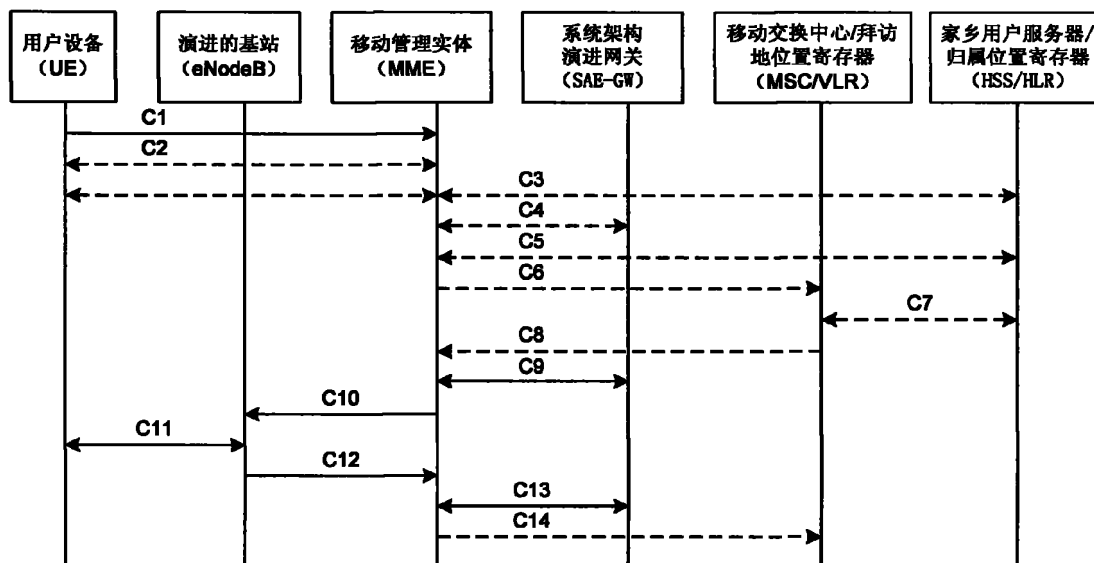 用户设备
（UE）
演进的基站
（eNodeB）
移动管理实体
（MME）
系统架构
演进网关
（SAE-GW）
移动交换中心/拜访
地位置寄存器
（MSC/VLR）
家乡用户服务器/
归属位置寄存器
（HSS/HLR）
C1
C2
C3
C4
C5
C6
C7
C8
C9
C10
C11
C12
C13
C14